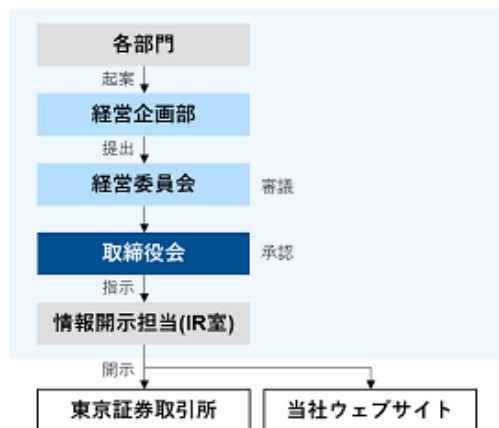 各部門
起案
経営企画部
提出
経営委員会
審議
取締役会
承認
指示
情報開示担当(IR室)
開示
東京証券取引所
当社ウェブサイト